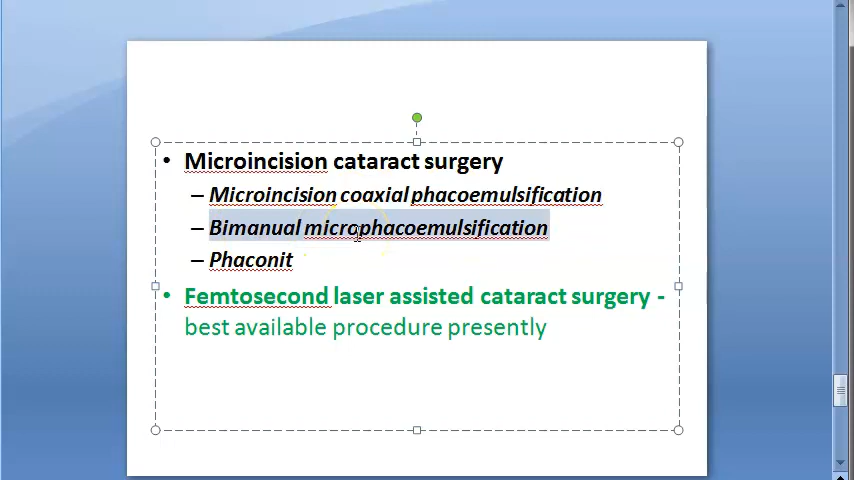 • Microincision cataract surgery
– Microincision coaxial phacoemulsification
– Bimanual microphacoemulsification
– Phaconit
• Femtosecond laser assisted cataract surgery -
best available procedure presently